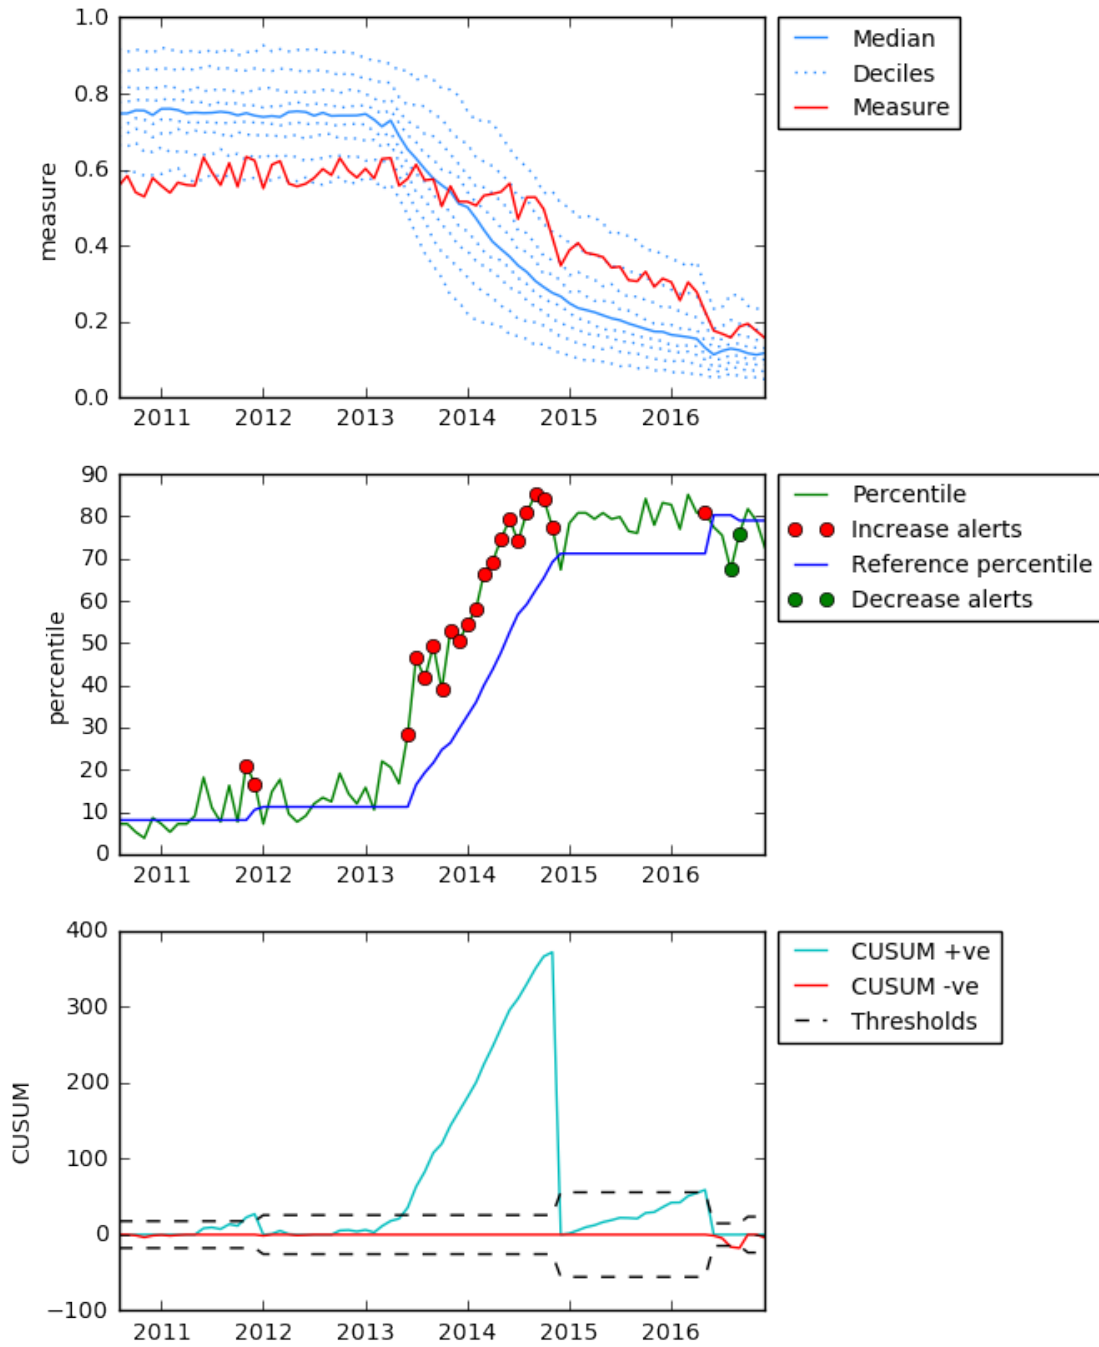 1.0
0.8
0.6
0.4
0.2
0.0
measure
2011 2012 2013 2014 2015 2016
Median
Deciles
Measure
90
80
70
60
50
40
30
20
10
0
percentile
2011 2012 2013 2014 2015 2016
Percentile
Increase alerts
Reference percentile
Decrease alerts
400
300
200
100
0
−100
CUSUM
2011 2012 2013 2014 2015 2016
CUSUM +ve
CUSUM -ve
Thresholds